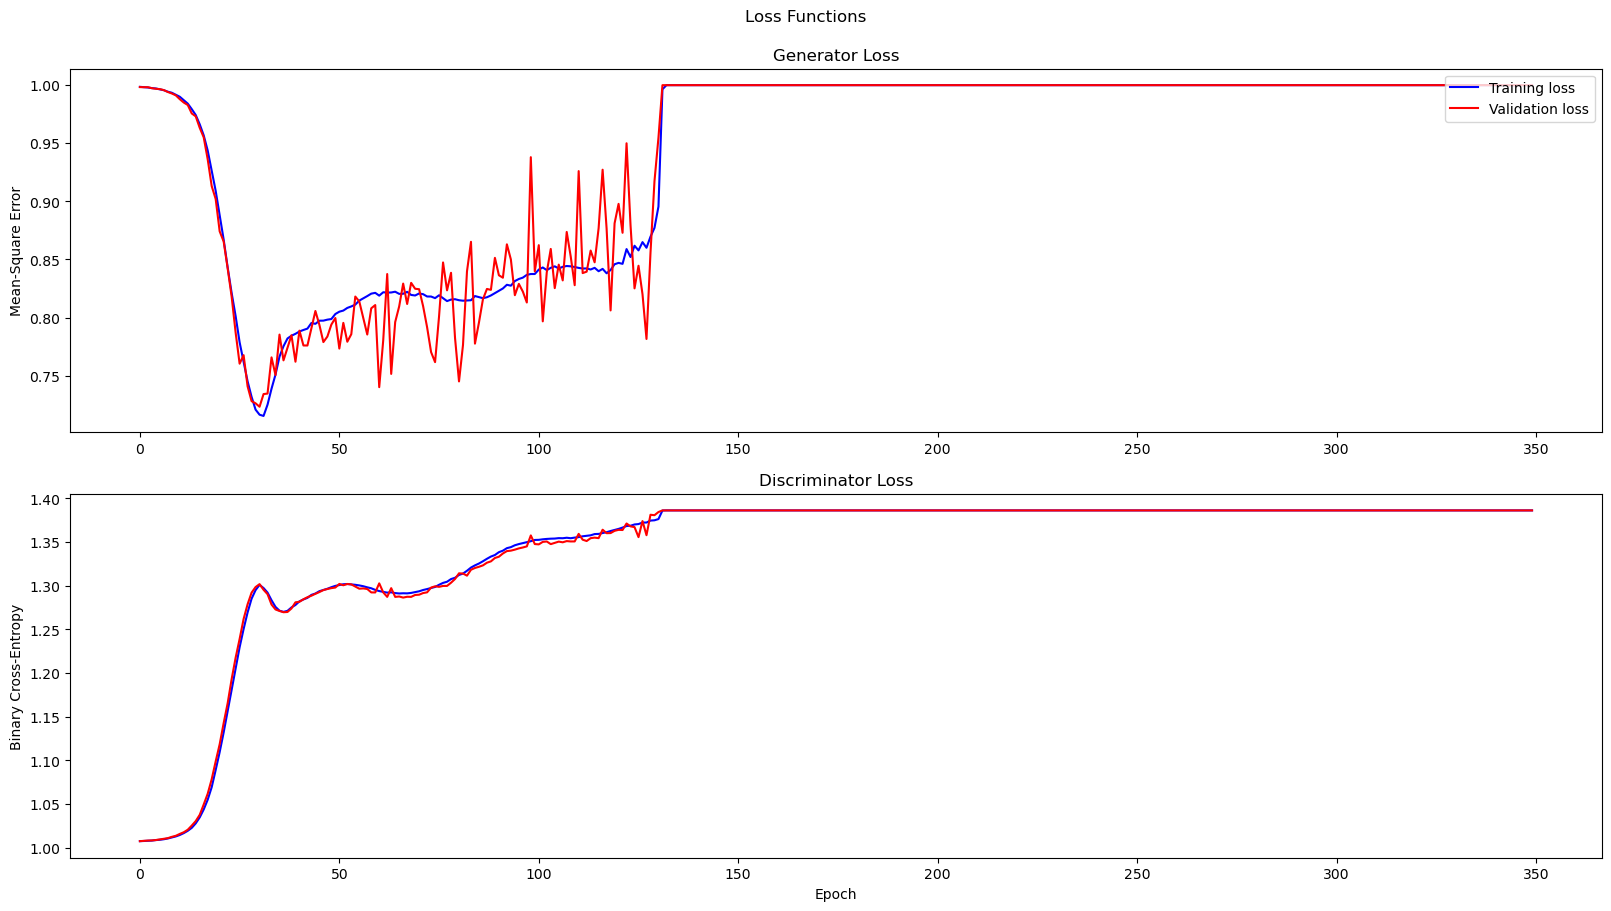 Loss Functions
Generator Loss
Mean-Square Error
1.00
0.95
0.90
0.85
0.80
0.75
Training loss
Validation loss
0 50 100 150 200 250 300 350
Discriminator Loss
Binary Cross-Entropy
1.40
1.35
1.30
1.25
1.20
1.15
1.10
1.05
1.00
0 50 100 150 200 250 300 350
Epoch